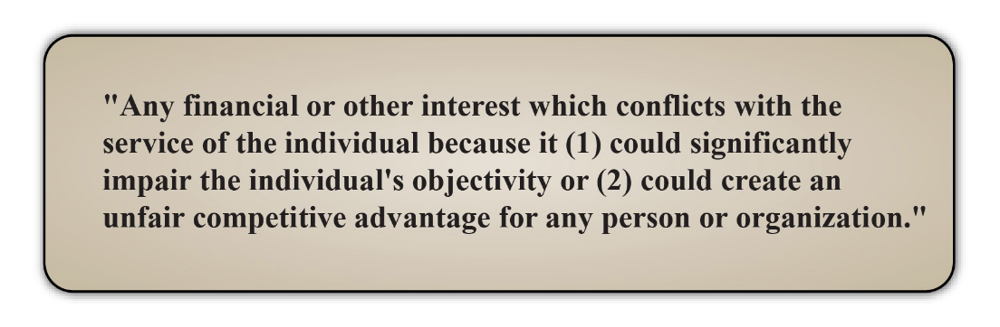 "Any financial or other interest which conflicts with the
service of the individual because it (1) could significantly
impair the individual's objectivity or (2) could create an
unfair competitive advantage for any person or organization."